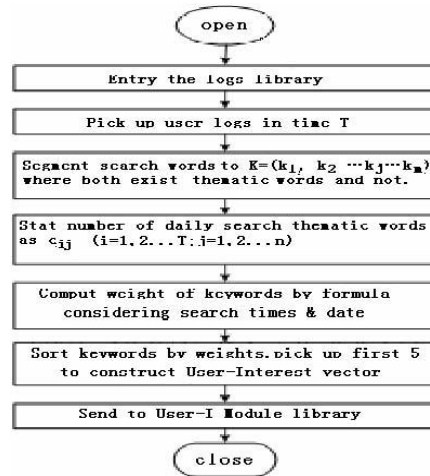 open
Entry the logs library
Pick up user logs in time T
Segment search words to K=(k₁, k₂ ···kⱼ···kₘ)
where both exist thematic words and not.
Stat number of daily search thematic words
as cᵢⱼ (i=1,2...T;j=1,2...n)
Comput weight of keywords by formula
considering search times & date
Sort keywords by weights.pick up first 5
to construct User-Interest vector
Send to User-I Module library
close